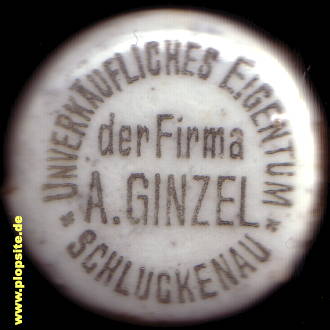 UNVERKÄUFLICHES EIGENTUM
der Firma
A. GINZEL
* SCHLUCKENAU *
www.plopsite.de